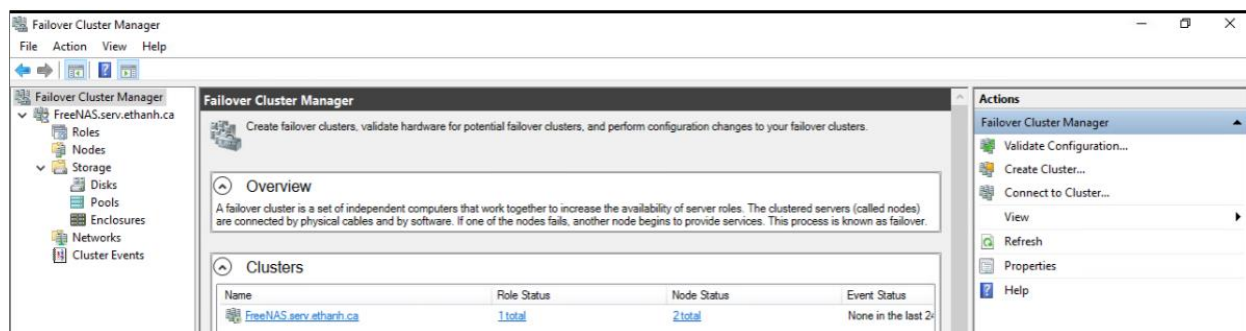 Failover Cluster Manager
File Action View Help
Failover Cluster Manager
FreeNAS.serv.ethanh.ca
Roles
Nodes
Storage
Disks
Pools
Enclosures
Networks
Cluster Events
Failover Cluster Manager
Create failover clusters, validate hardware for potential failover clusters, and perform configuration changes to your failover clusters.
Overview
A failover cluster is a set of independent computers that work together to increase the availability of server roles. The clustered servers (called nodes)
are connected by physical cables and by software. If one of the nodes fails, another node begins to provide services. This process is known as failover.
Clusters
Name Role Status Node Status Event Status
FreeNAS.serv.ethanh.ca 1 total 2 total None in the last 24
Actions
Failover Cluster Manager
Validate Configuration...
Create Cluster...
Connect to Cluster...
View
Refresh
Properties
Help